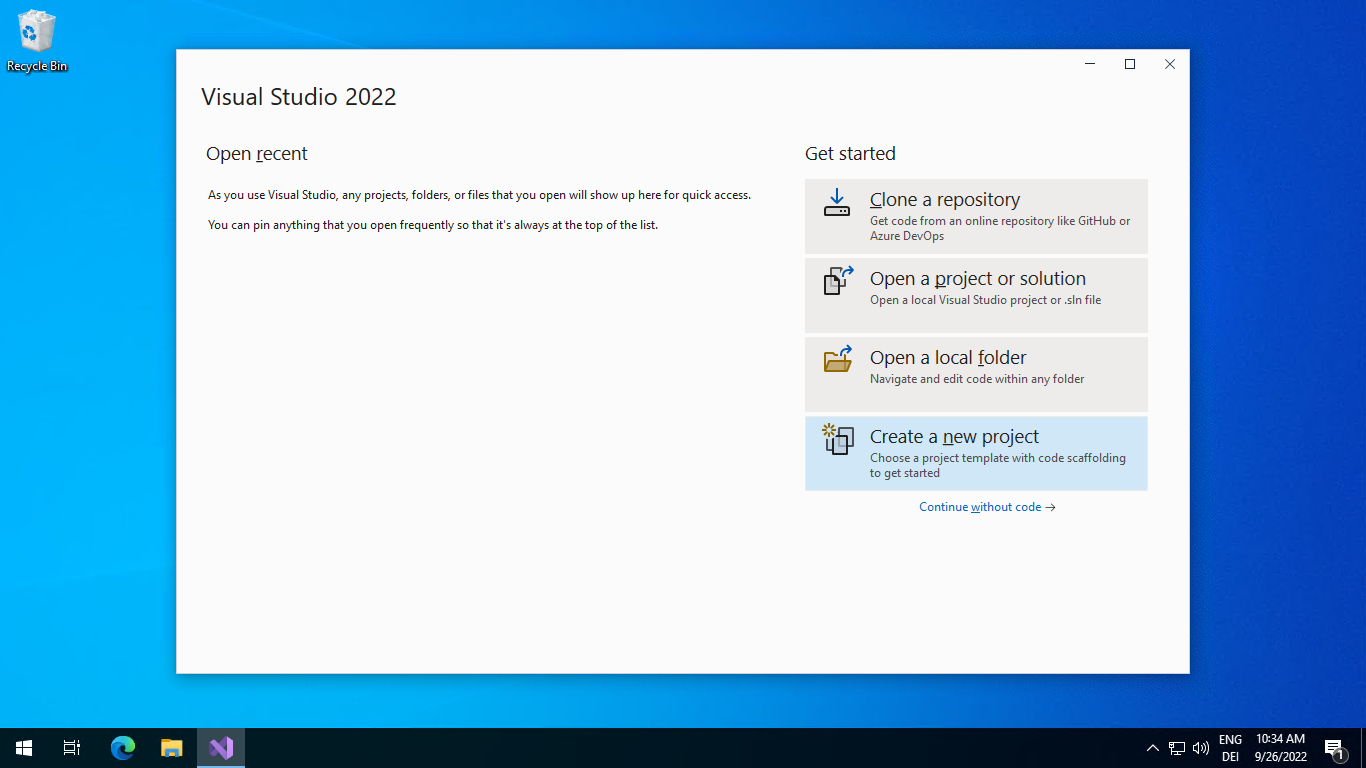 Recycle Bin
Visual Studio 2022
Open recent
As you use Visual Studio, any projects, folders, or files that you open will show up here for quick access.
You can pin anything that you open frequently so that it's always at the top of the list.
Get started
Clone a repository
Get code from an online repository like GitHub or
Azure DevOps
Open a project or solution
Open a local Visual Studio project or .sln file
Open a local folder
Navigate and edit code within any folder
Create a new project
Choose a project template with code scaffolding
to get started
Continue without code →
ENG
DEI
10:34 AM
9/26/2022
1